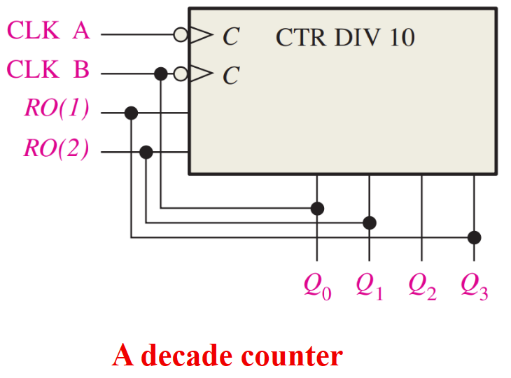 CLK A
C CTR DIV 10
CLK B
C
RO(1)
RO(2)
Q0 Q1 Q2 Q3
A decade counter